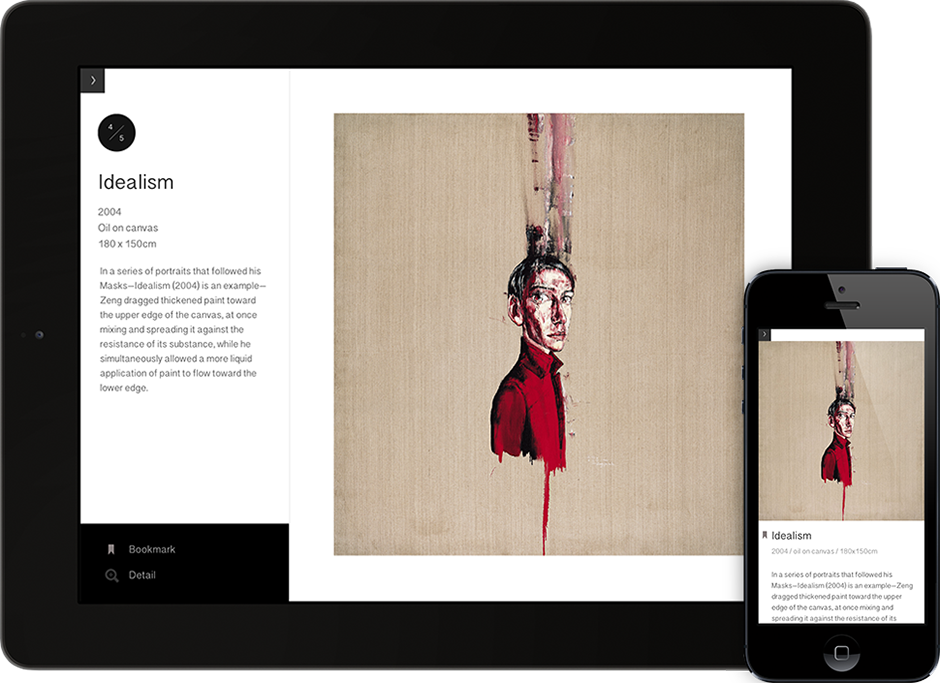 4
5
Idealism
2004
Oil on canvas
180 x 150cm
In a series of portraits that followed his
Masks—Idealism (2004) is an example—
Zeng dragged thickened paint toward
the upper edge of the canvas, at once
mixing and spreading it against the
resistance of its substance, while he
simultaneously allowed a more liquid
application of paint to flow toward the
lower edge.
Bookmark
Detail
Idealism
2004 / oil on canvas / 180x150cm
In a series of portraits that followed his
Masks—Idealism (2004) is an example—Zeng
dragged thickened paint toward the upper
edge of the canvas, at once mixing and
spreading it against the resistance of its